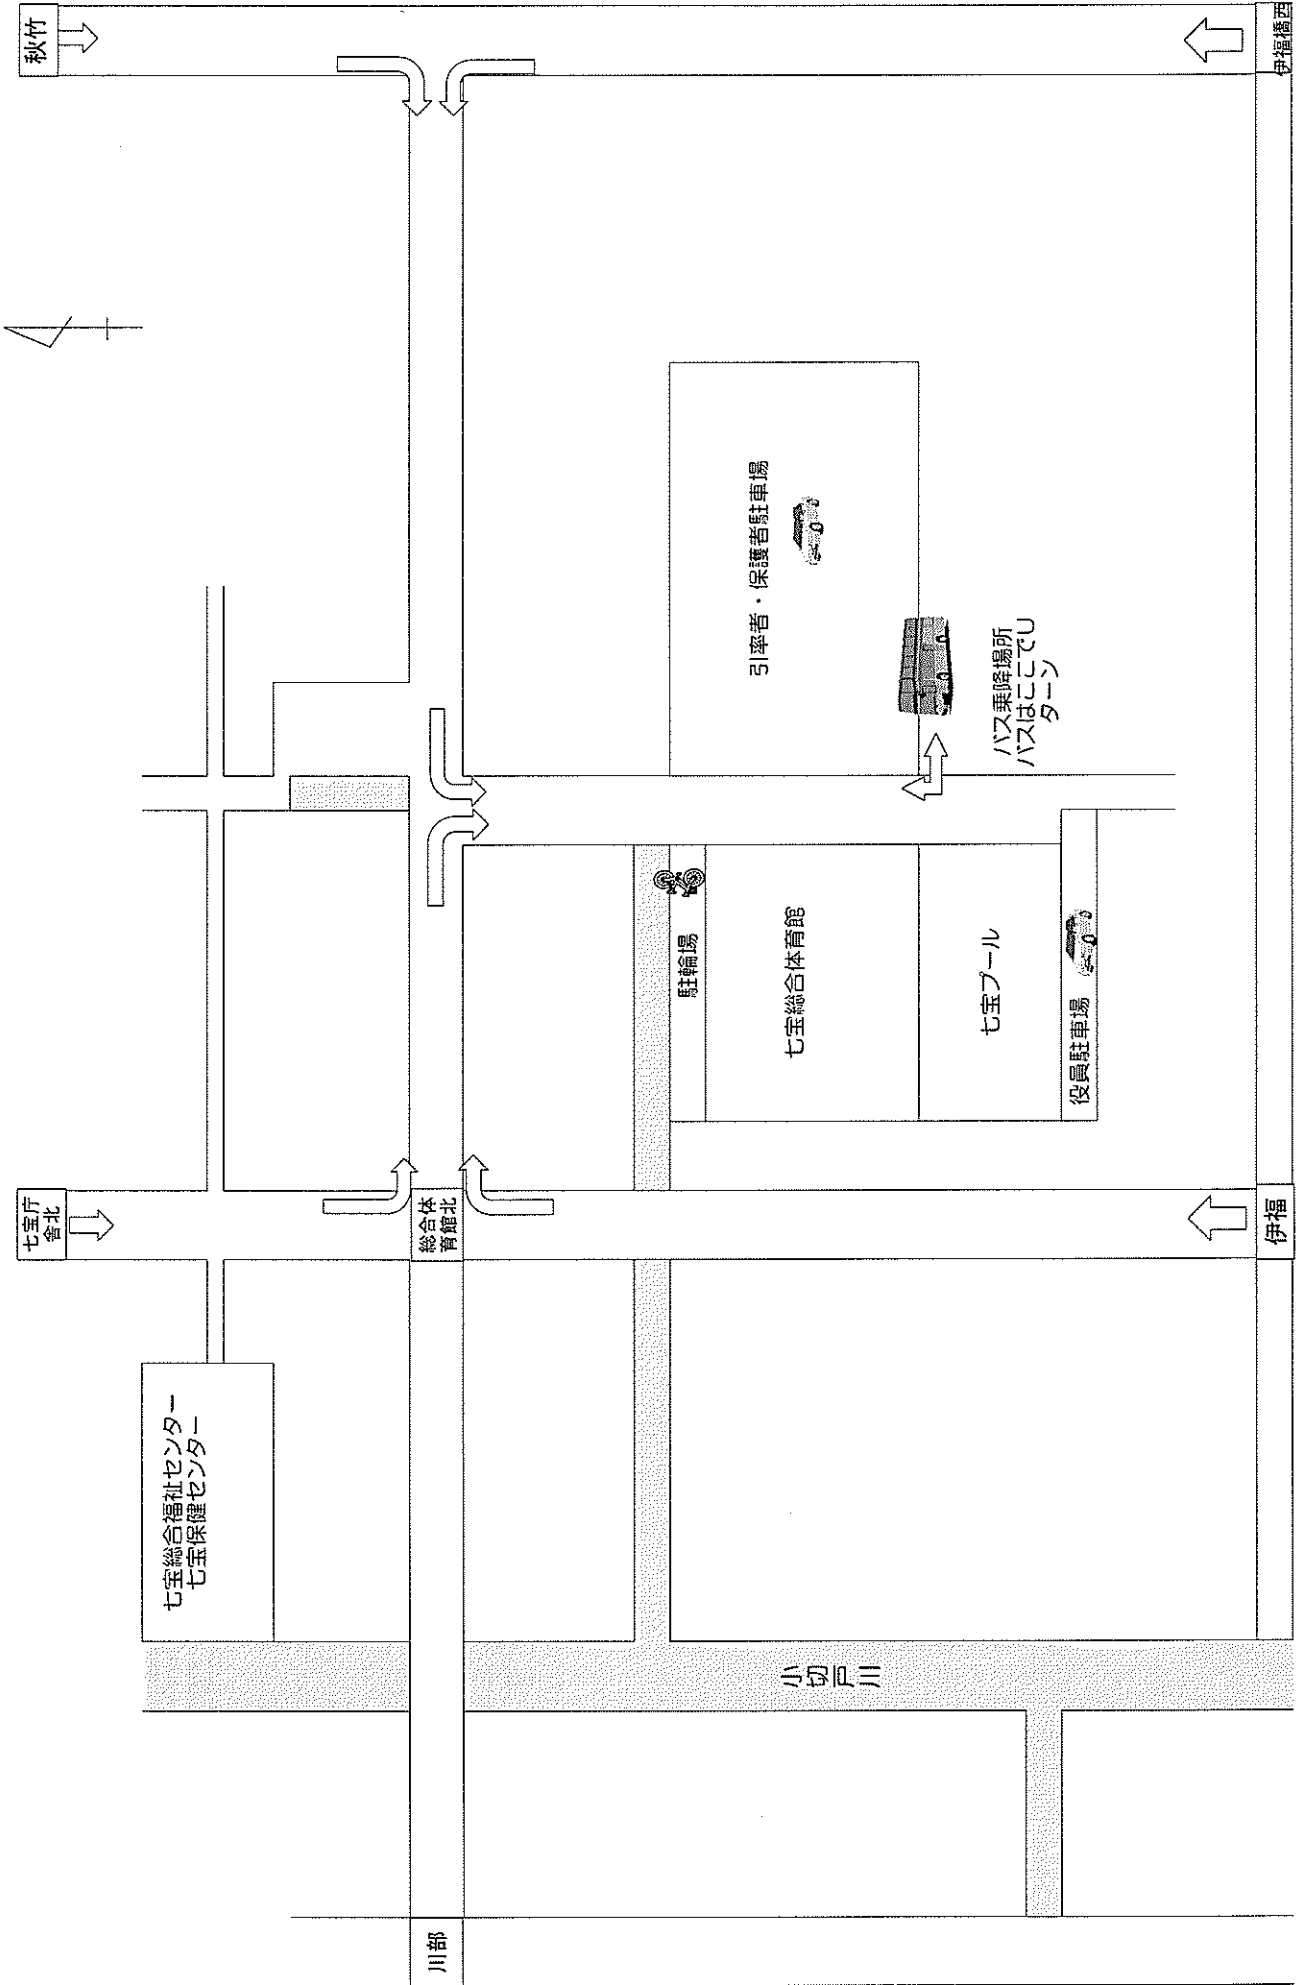 七宝総合福祉センター
七宝保健センター
七宝庁
舎北
秋竹
川部
総合体
育館北
小切戸川
駐輪場
七宝総合体育館
七宝プール
役員駐車場
引率者・保護者駐車場
バス乗降場所
バスはここでU
ターン
伊福
伊福橋西